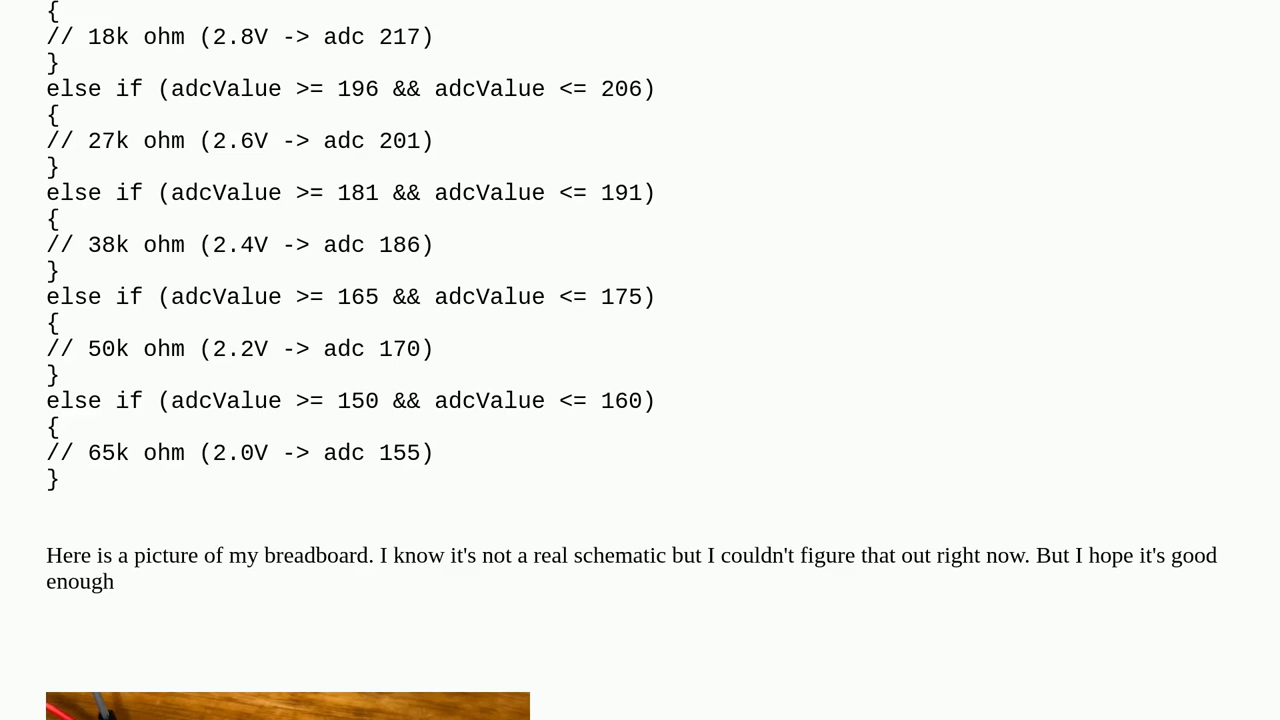 {
// 18k ohm (2.8V -> adc 217)
}
else if (adcValue >= 196 && adcValue <= 206)
{
// 27k ohm (2.6V -> adc 201)
}
else if (adcValue >= 181 && adcValue <= 191)
{
// 38k ohm (2.4V -> adc 186)
}
else if (adcValue >= 165 && adcValue <= 175)
{
// 50k ohm (2.2V -> adc 170)
}
else if (adcValue >= 150 && adcValue <= 160)
{
// 65k ohm (2.0V -> adc 155)
}
Here is a picture of my breadboard. I know it's not a real schematic but I couldn't figure that out right now. But I hope it's good
enough